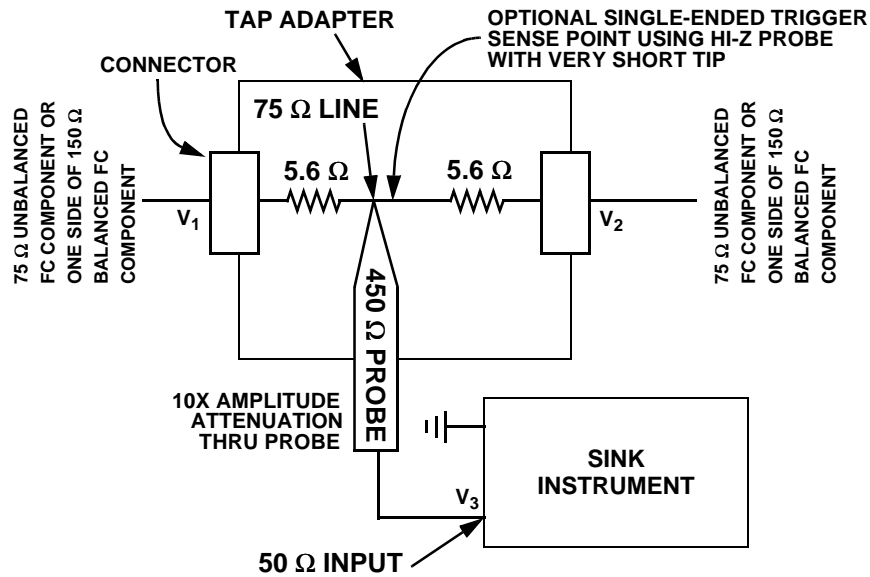 TAP ADAPTER
OPTIONAL SINGLE-ENDED TRIGGER
SENSE POINT USING HI-Z PROBE
WITH VERY SHORT TIP
CONNECTOR
75 Ω LINE
75 Ω UNBALANCED
FC COMPONENT OR
ONE SIDE OF 150 Ω
BALANCED FC
COMPONENT
5.6 Ω
5.6 Ω
V1
V2
75 Ω UNBALANCED
FC COMPONENT OR
ONE SIDE OF 150 Ω
BALANCED FC
COMPONENT
450 Ω PROBE
10X AMPLITUDE
ATTENUATION
THRU PROBE
SINK
INSTRUMENT
V3
50 Ω INPUT